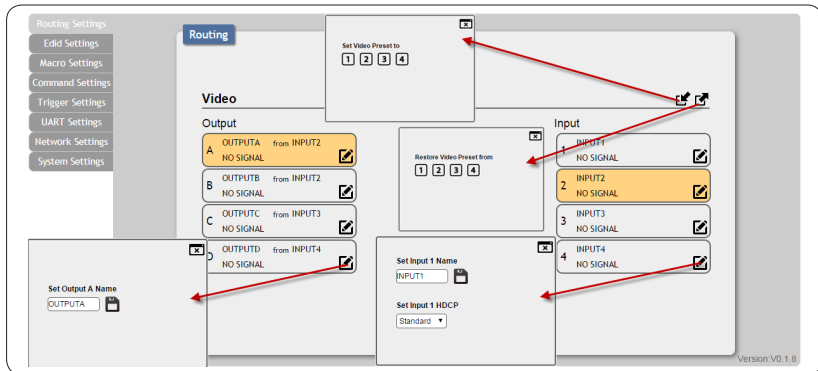 Routing Settings
Edid Settings
Macro Settings
Command Settings
Trigger Settings
UART Settings
Network Settings
System Settings
Routing
Set Video Preset to
1 2 3 4
Video
Output
Input
A OUTPUTA from INPUT2
NO SIGNAL
B OUTPUTB from INPUT2
NO SIGNAL
C OUTPUTC from INPUT3
NO SIGNAL
D OUTPUTD from INPUT4
NO SIGNAL
Restore Video Preset from
1 2 3 4
1 INPUT1
NO SIGNAL
2 INPUT2
NO SIGNAL
3 INPUT3
NO SIGNAL
4 INPUT4
NO SIGNAL
Set Output A Name
OUTPUTA
Set Input 1 Name
INPUT1
Set Input 1 HDCP
Standard
Version:V0.1.8